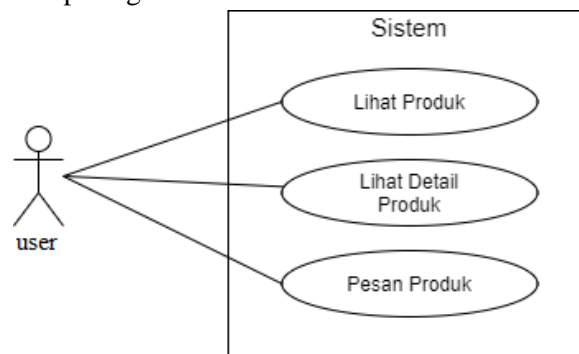 Sistem
Lihat Produk
Lihat Detail
Produk
user
Pesan Produk